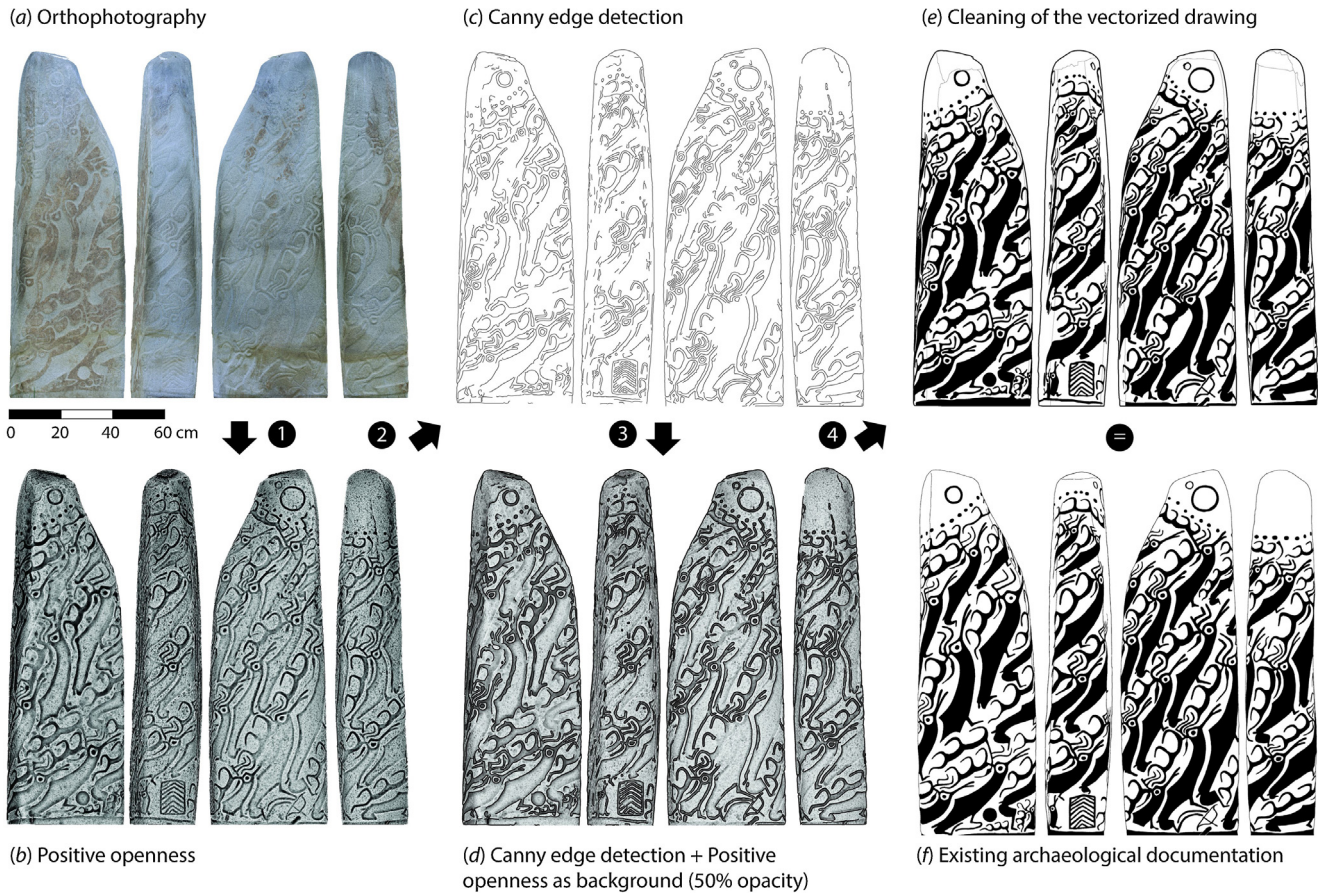 (a) Orthophotography
(c) Canny edge detection
(e) Cleaning of the vectorized drawing
0 20 40 60 cm
1
2
3
4
=
(b) Positive openness
(d) Canny edge detection + Positive
openness as background (50% opacity)
(f) Existing archaeological documentation